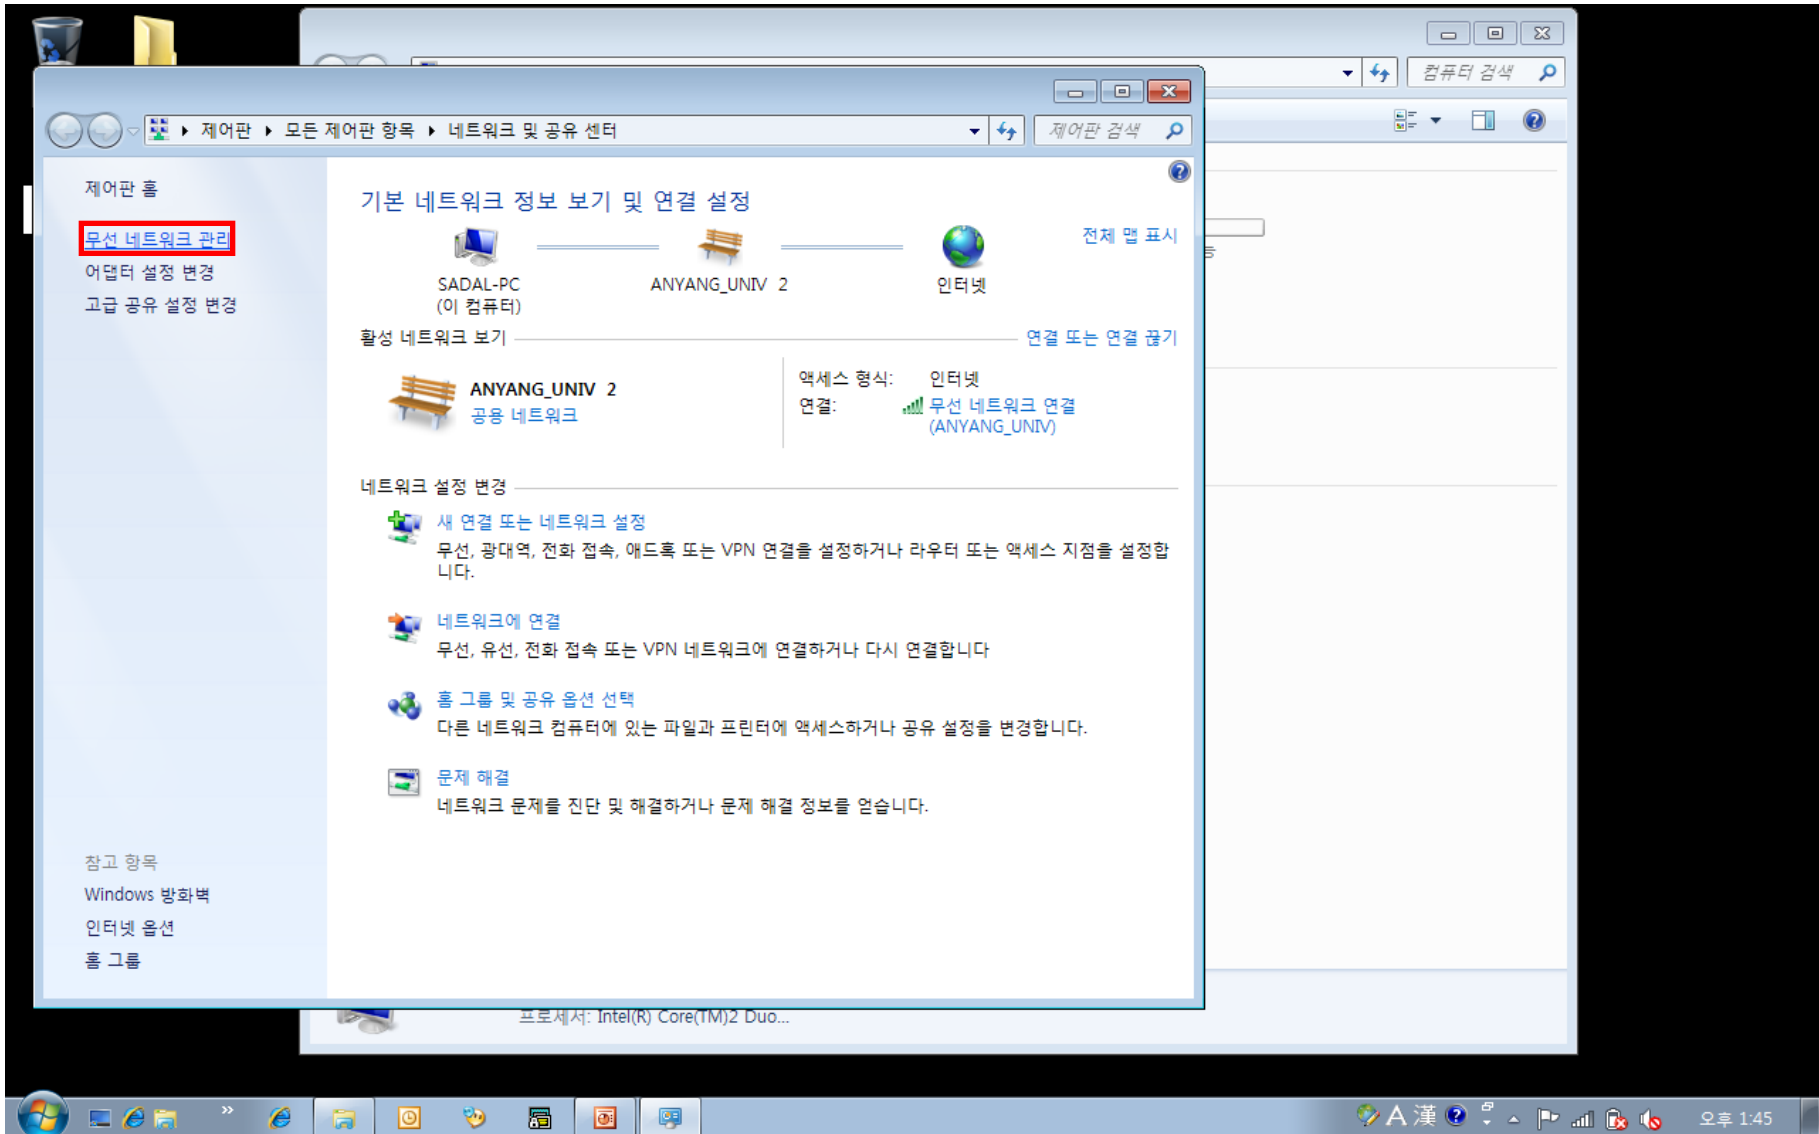 컴퓨터 검색
제어판 ▸ 모든 제어판 항목 ▸ 네트워크 및 공유 센터
제어판 검색
제어판 홈
무선 네트워크 관리
어댑터 설정 변경
고급 공유 설정 변경
기본 네트워크 정보 보기 및 연결 설정
전체 맵 표시
SADAL-PC
(이 컴퓨터)
ANYANG_UNIV 2
인터넷
활성 네트워크 보기
연결 또는 연결 끊기
ANYANG_UNIV 2
공용 네트워크
액세스 형식: 인터넷
연결: 무선 네트워크 연결
(ANYANG_UNIV)
네트워크 설정 변경
새 연결 또는 네트워크 설정
무선, 광대역, 전화 접속, 애드혹 또는 VPN 연결을 설정하거나 라우터 또는 액세스 지점을 설정합
니다.
네트워크에 연결
무선, 유선, 전화 접속 또는 VPN 네트워크에 연결하거나 다시 연결합니다
홈 그룹 및 공유 옵션 선택
다른 네트워크 컴퓨터에 있는 파일과 프린터에 액세스하거나 공유 설정을 변경합니다.
문제 해결
네트워크 문제를 진단 및 해결하거나 문제 해결 정보를 얻습니다.
참고 항목
Windows 방화벽
인터넷 옵션
홈 그룹
프로세서: Intel(R) Core(TM)2 Duo...
A 漢
오후 1:45